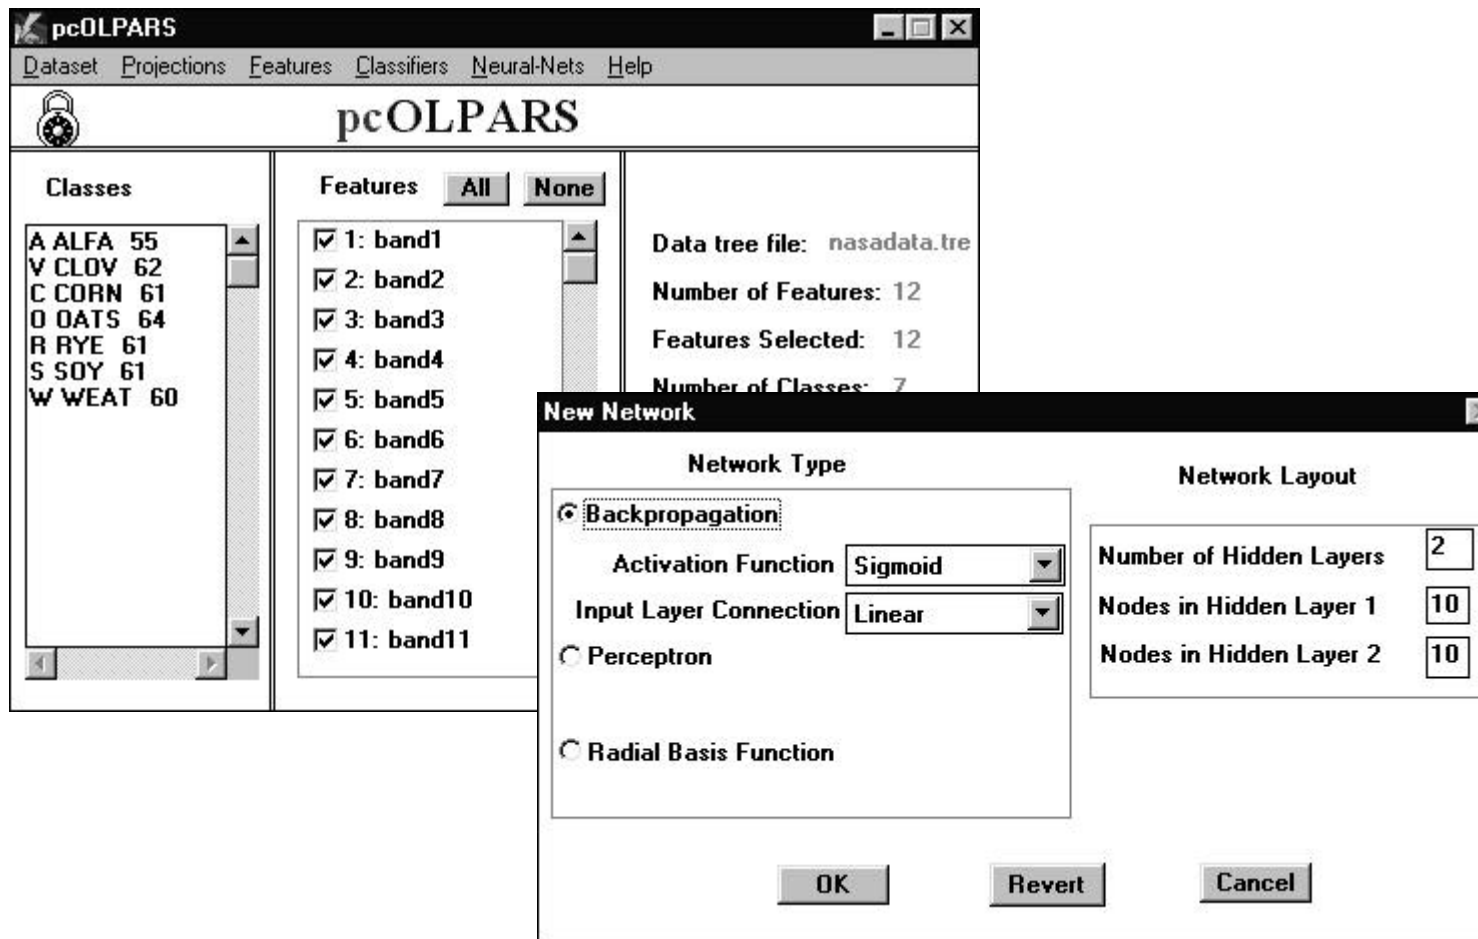 pcOLPARS
Dataset Projections Features Classifiers Neural-Nets Help
pcOLPARS
Classes
A ALFA 55
V CLOV 62
C CORN 61
O OATS 64
R RYE 61
S SOY 61
W WEAT 60
Features All None
1: band1
2: band2
3: band3
4: band4
5: band5
6: band6
7: band7
8: band8
9: band9
10: band10
11: band11
Data tree file: nasadata.tre
Number of Features: 12
Features Selected: 12
Number of Classes: 7
New Network
Network Type
Backpropagation
Activation Function Sigmoid
Input Layer Connection Linear
Perceptron
Radial Basis Function
Network Layout
Number of Hidden Layers 2
Nodes in Hidden Layer 1 10
Nodes in Hidden Layer 2 10
OK Revert Cancel